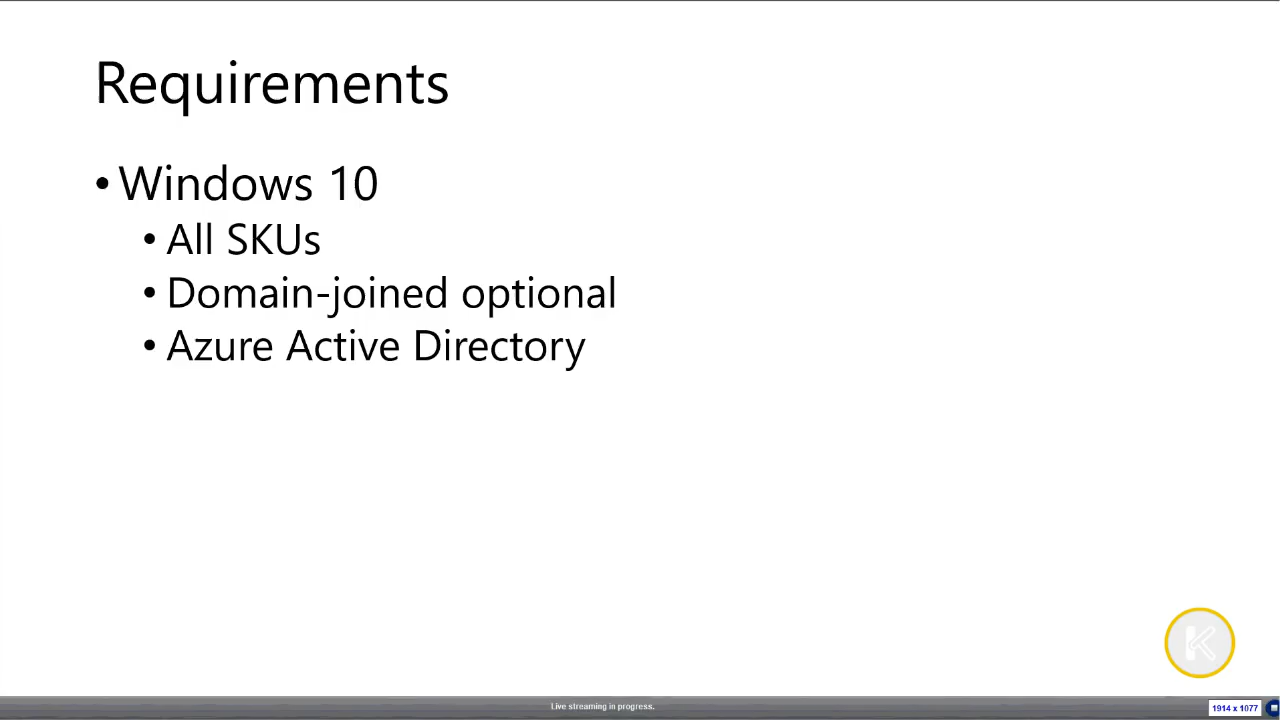 Requirements
• Windows 10
• All SKUs
• Domain-joined optional
• Azure Active Directory
K
Live streaming in progress.
1914 x 1077